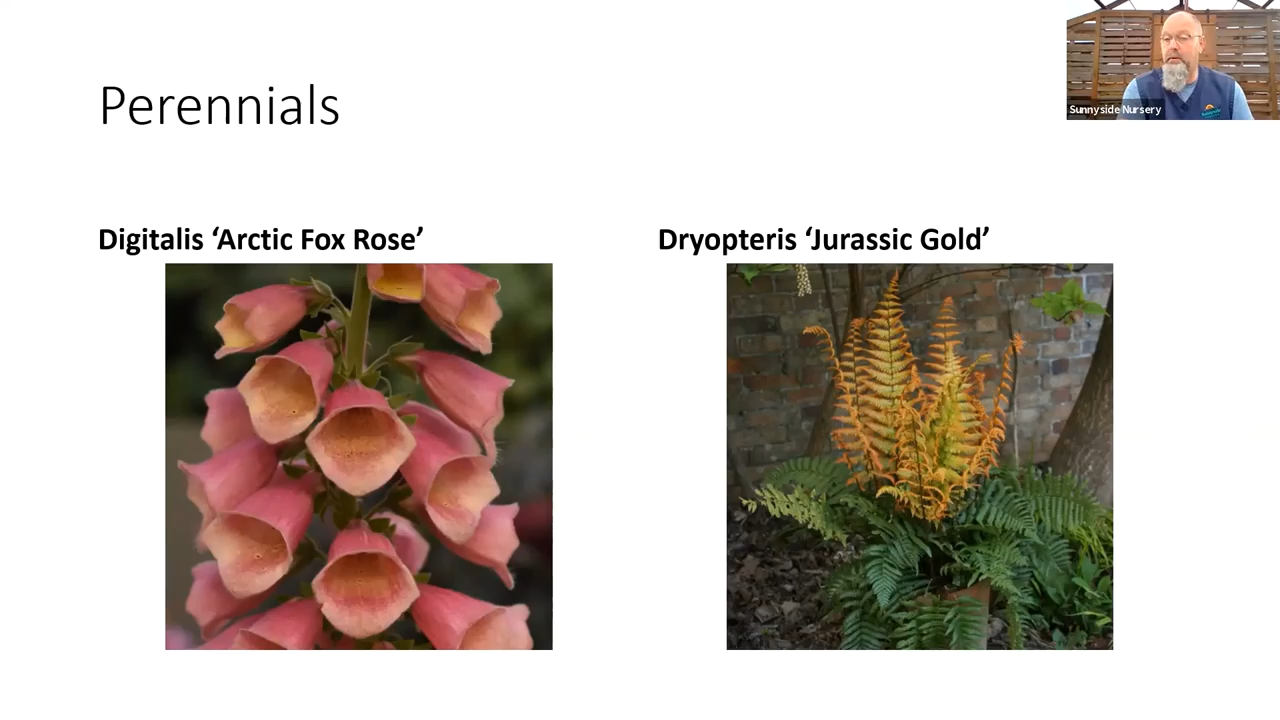 Perennials
Sunnyside Nursery
Digitalis ‘Arctic Fox Rose’
Dryopteris ‘Jurassic Gold’